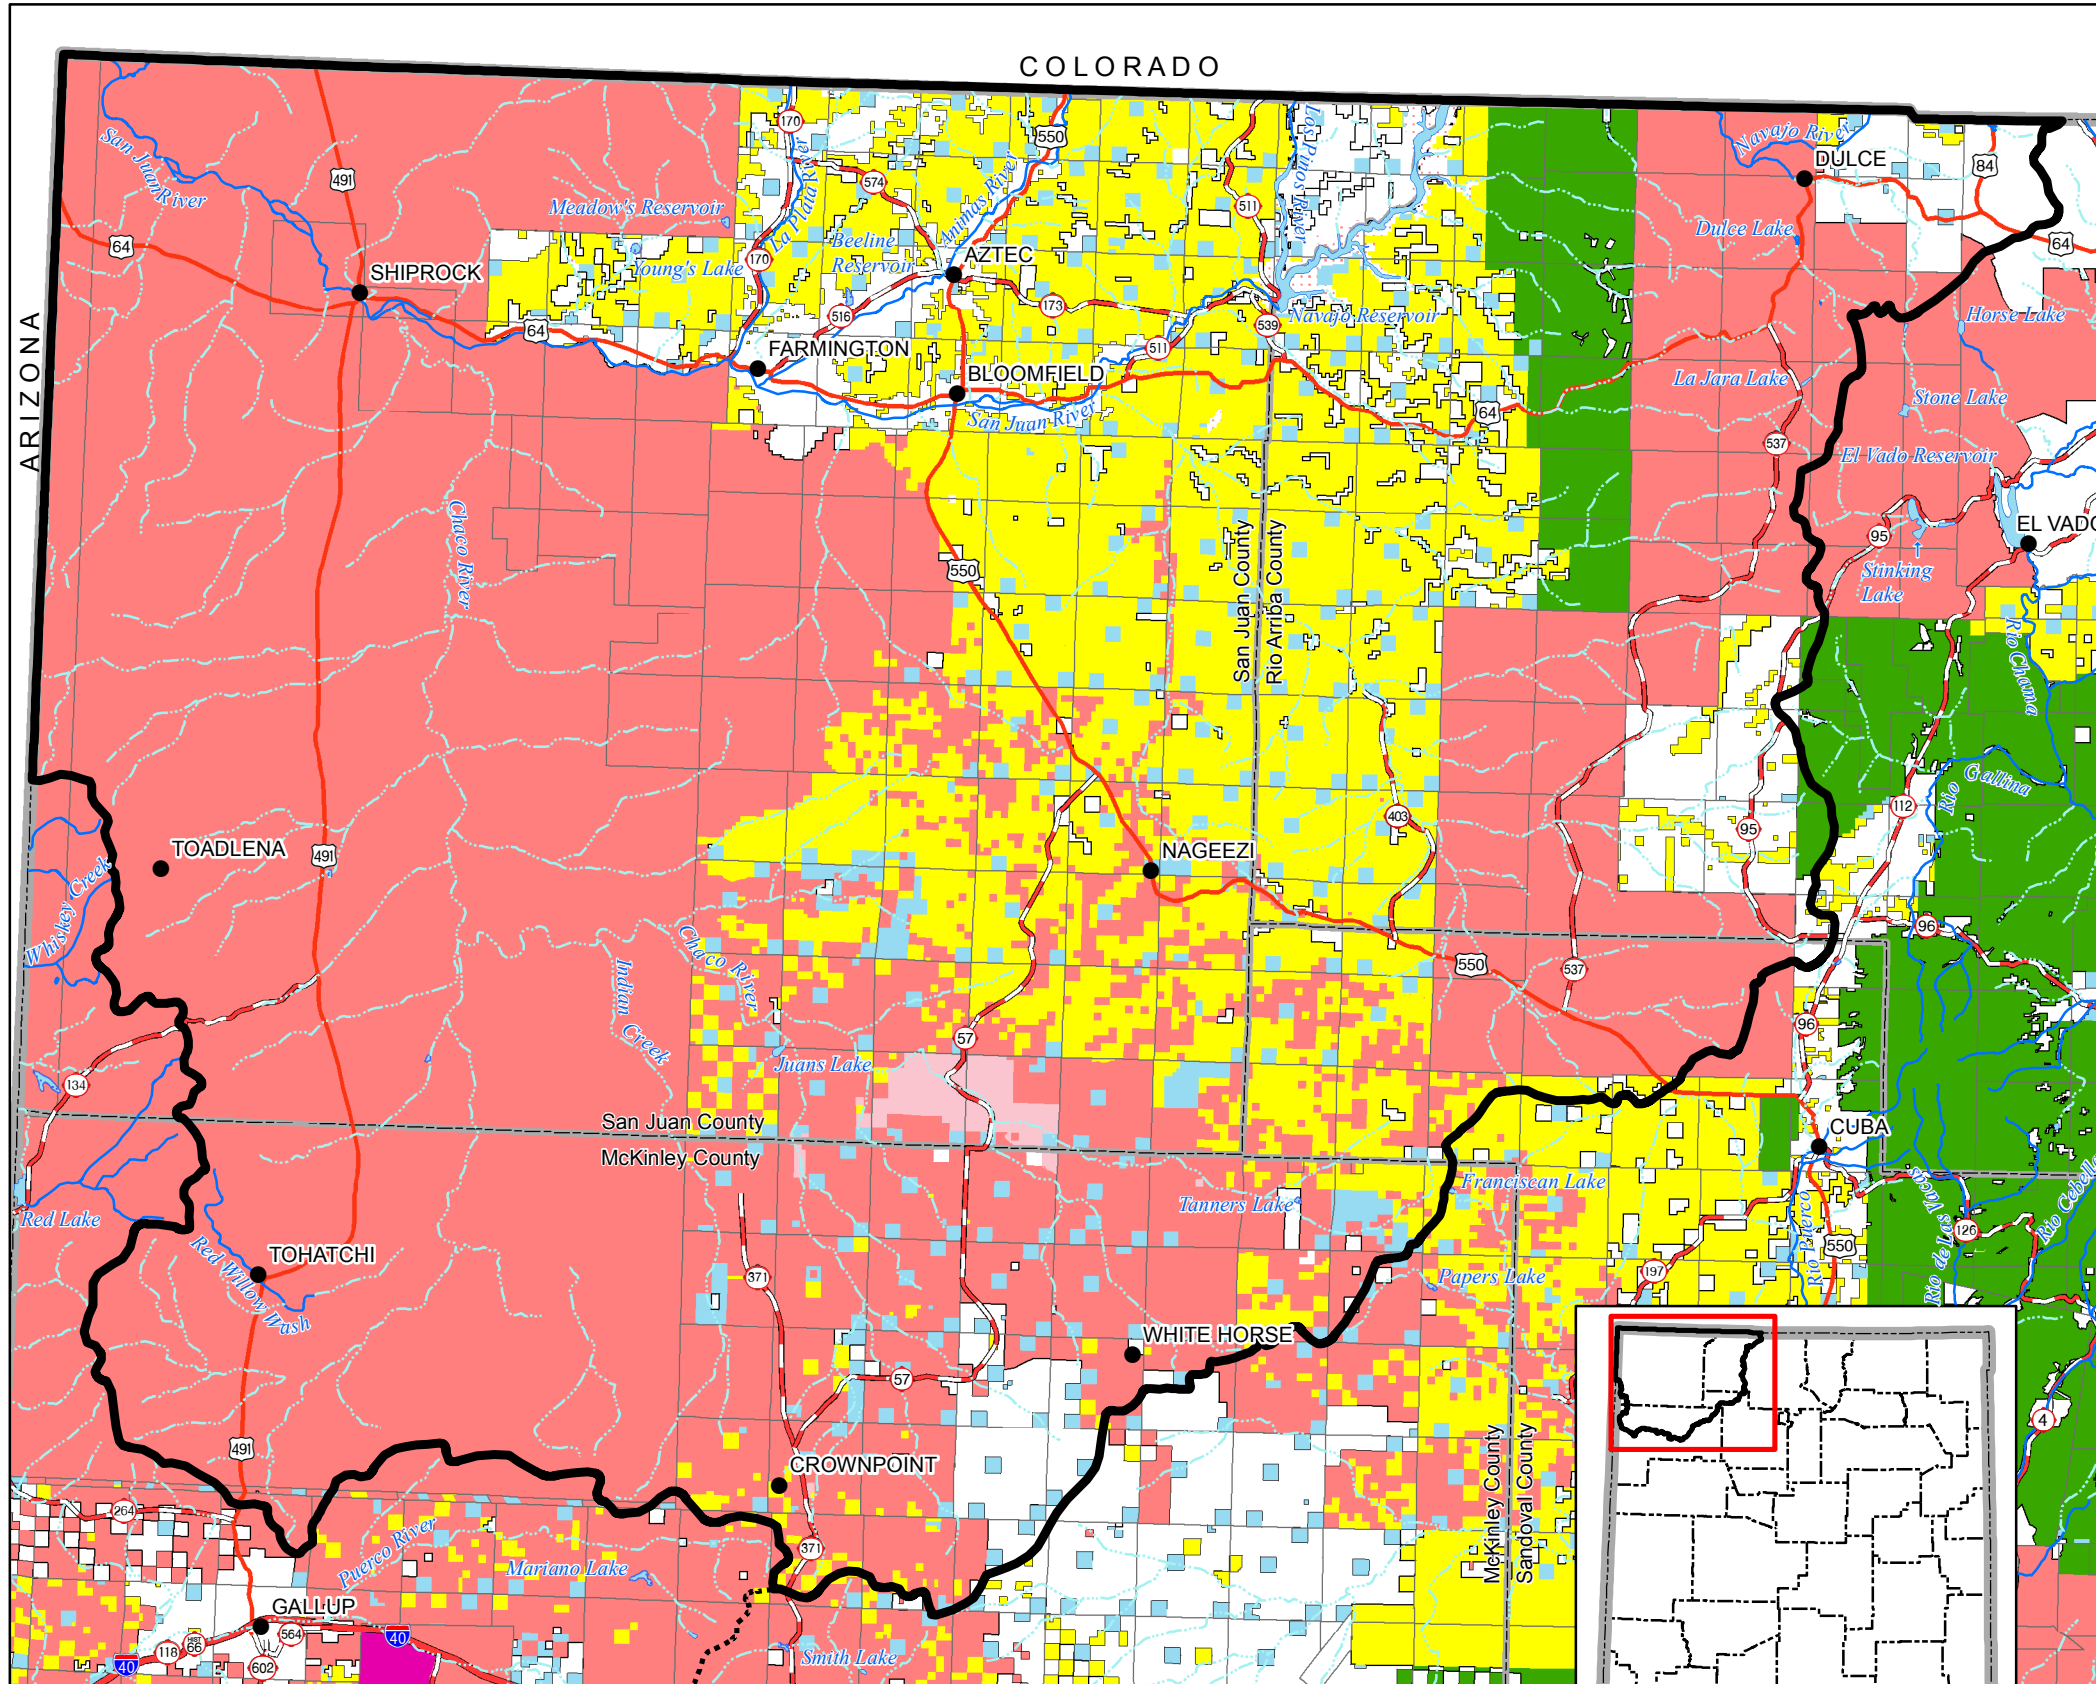 COLORADO
ARIZONA
San Juan River
491
64
SHIPROCK
Meadow's Reservoir
170
574
550
La Plata River
Animas River
Beeline
Reservoir
Young's Lake
170
AZTEC
516
173
64
FARMINGTON
BLOOMFIELD
San Juan River
511
511
539
Los Pinos River
Navajo Reservoir
64
Navajo River
DULCE
84
Dulce Lake
64
Horse Lake
La Jara Lake
Stone Lake
537
El Vado Reservoir
95
EL VADO
Stinking
Lake
Rio Chama
Chaco River
550
San Juan County
Rio Arriba County
Rio
Gallina
112
403
95
TOADLENA
491
NAGEEZI
Whiskey Creek
Chaco River
Indian Creek
96
550
537
57
96
Juans Lake
134
San Juan County
McKinley County
CUBA
Tanners Lake
Franciscan Lake
Rio de Las Vacas
126
Rio Cebolla
Red Lake
Red Willow Wash
TOHATCHI
371
Papers Lake
197
Rio Puerco
550
WHITE HORSE
57
4
491
CROWNPOINT
McKinley County
Sandoval County
264
Puerco River
Mariano Lake
371
GALLUP
118
HIST
66
564
40
40
602
Smith Lake